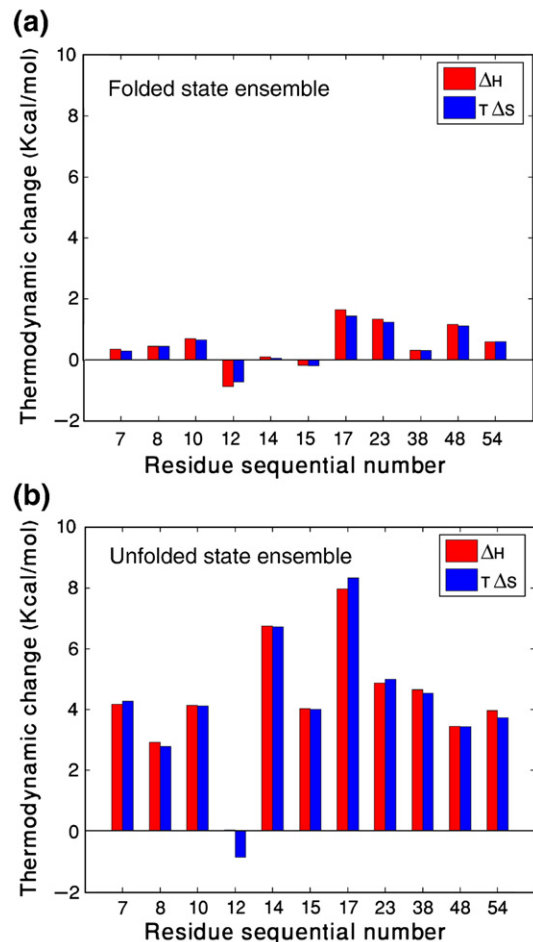 (a)
10
8
6
4
2
0
−2
Thermodynamic change (Kcal/mol)
Folded state ensemble
ΔH
T ΔS
7 8 10 12 14 15 17 23 38 48 54
Residue sequential number
(b)
10
8
6
4
2
0
−2
Thermodynamic change (Kcal/mol)
Unfolded state ensemble
ΔH
T ΔS
7 8 10 12 14 15 17 23 38 48 54
Residue sequential number